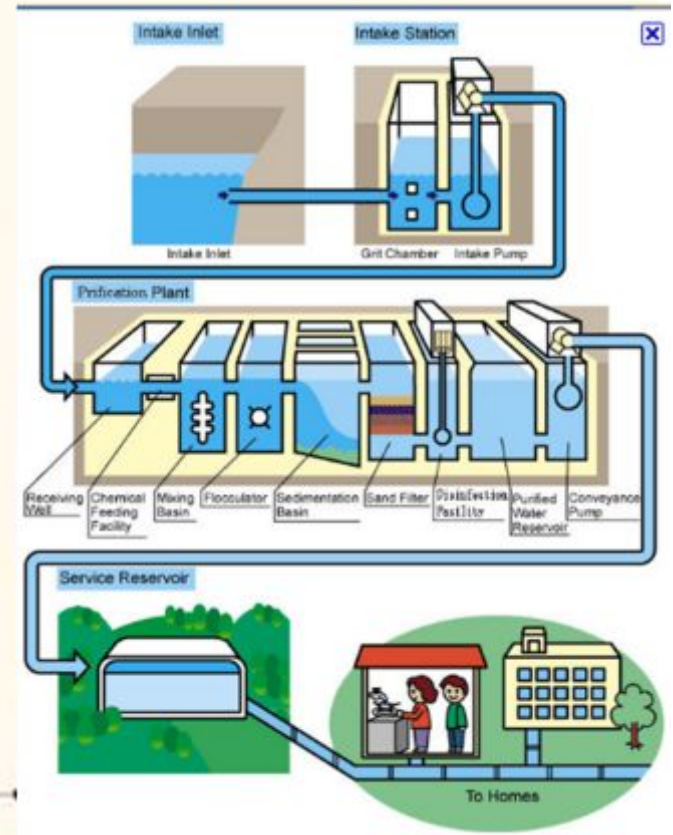 Intake Inlet
Intake Station
Intake Inlet
Grit Chamber
Intake Pump
Prification Plant
Receiving
Well
Chemical
Feeding
Facility
Mixing
Basin
Flocculator
Sedimentation
Basin
Sand Filter
Disinfection
Facility
Purified
Water
Reservoir
Conveyance
Pump
Service Reservoir
To Homes